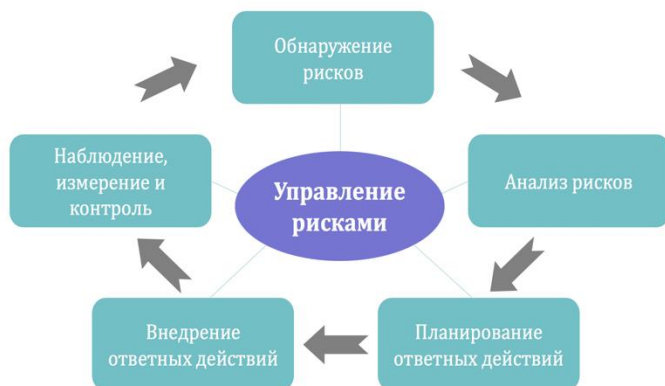 Обнаружение
рисков
Наблюдение,
измерение и
контроль
Управление
рисками
Анализ рисков
Внедрение
ответных действий
Планирование
ответных действий